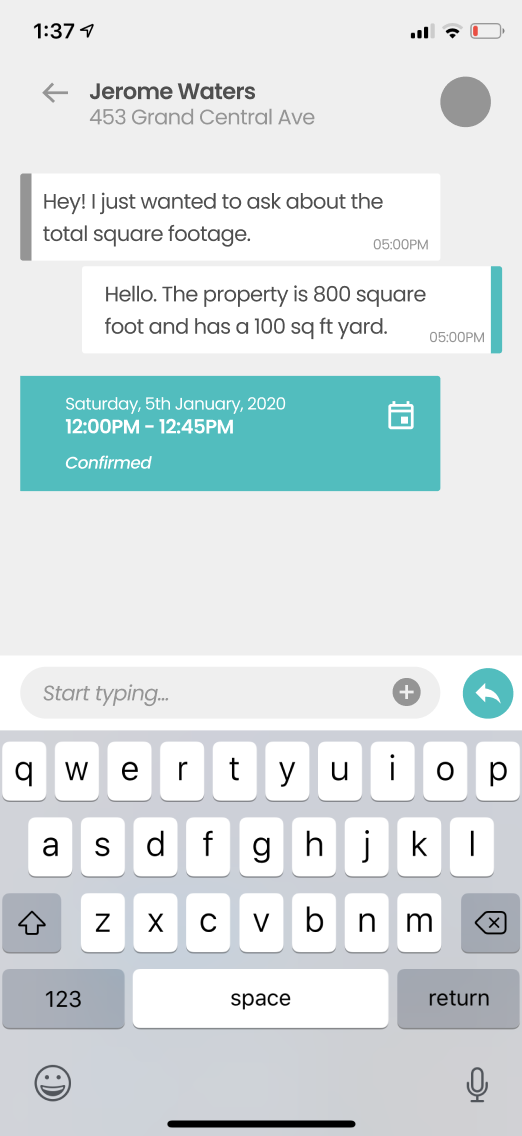 1:37
Jerome Waters
453 Grand Central Ave
Hey! I just wanted to ask about the
total square footage.
05:00PM
Hello. The property is 800 square
foot and has a 100 sq ft yard.
05:00PM
Saturday, 5th January, 2020
12:00PM - 12:45PM
Confirmed
Start typing...
q w e r t y u i o p
a s d f g h j k l
z x c v b n m
123 space return